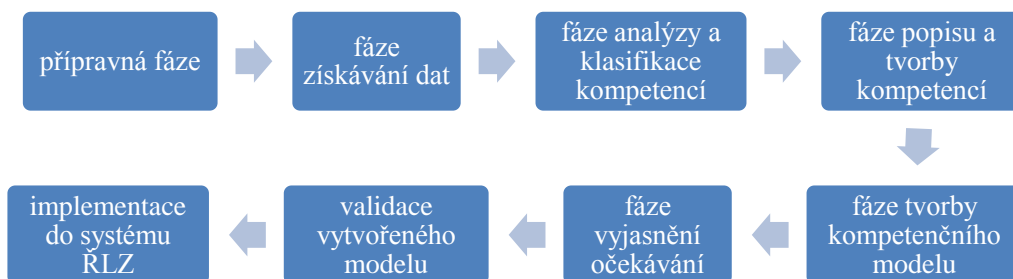 přípravná fáze
fáze
získávání dat
fáze analýzy a
klasifikace
kompetencí
fáze popisu a
tvorby
kompetencí
fáze tvorby
kompetenčního
modelu
fáze
vyjasnění
očekávání
validace
vytvořeného
modelu
implementace
do systému
ŘLZ